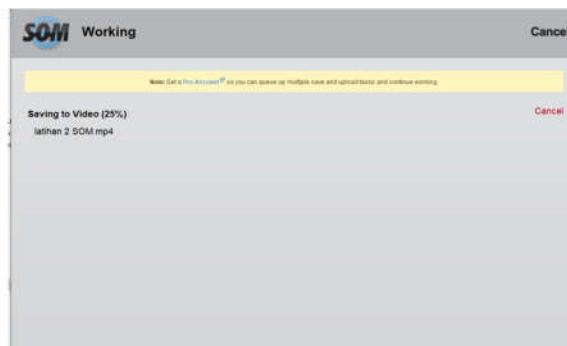 SOM Working Cancel
Note: Get a Pro Account so you can queue up multiple save and upload tasks and continue working.
Saving to Video (25%) Cancel
latihan 2 SOM.mp4